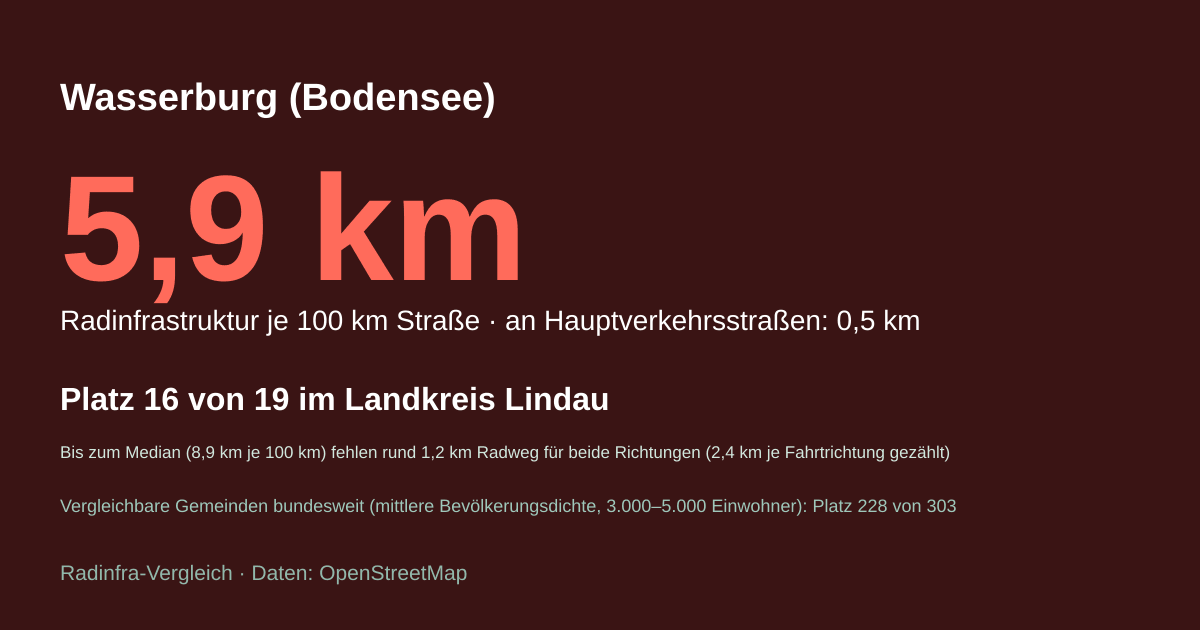 Wasserburg (Bodensee)
5,9 km
Radinfrastruktur je 100 km Straße · an Hauptverkehrsstraßen: 0,5 km
Platz 16 von 19 im Landkreis Lindau
Bis zum Median (8,9 km je 100 km) fehlen rund 1,2 km Radweg für beide Richtungen (2,4 km je Fahrtrichtung gezählt)
Vergleichbare Gemeinden bundesweit (mittlere Bevölkerungsdichte, 3.000–5.000 Einwohner): Platz 228 von 303
Radinfra-Vergleich · Daten: OpenStreetMap